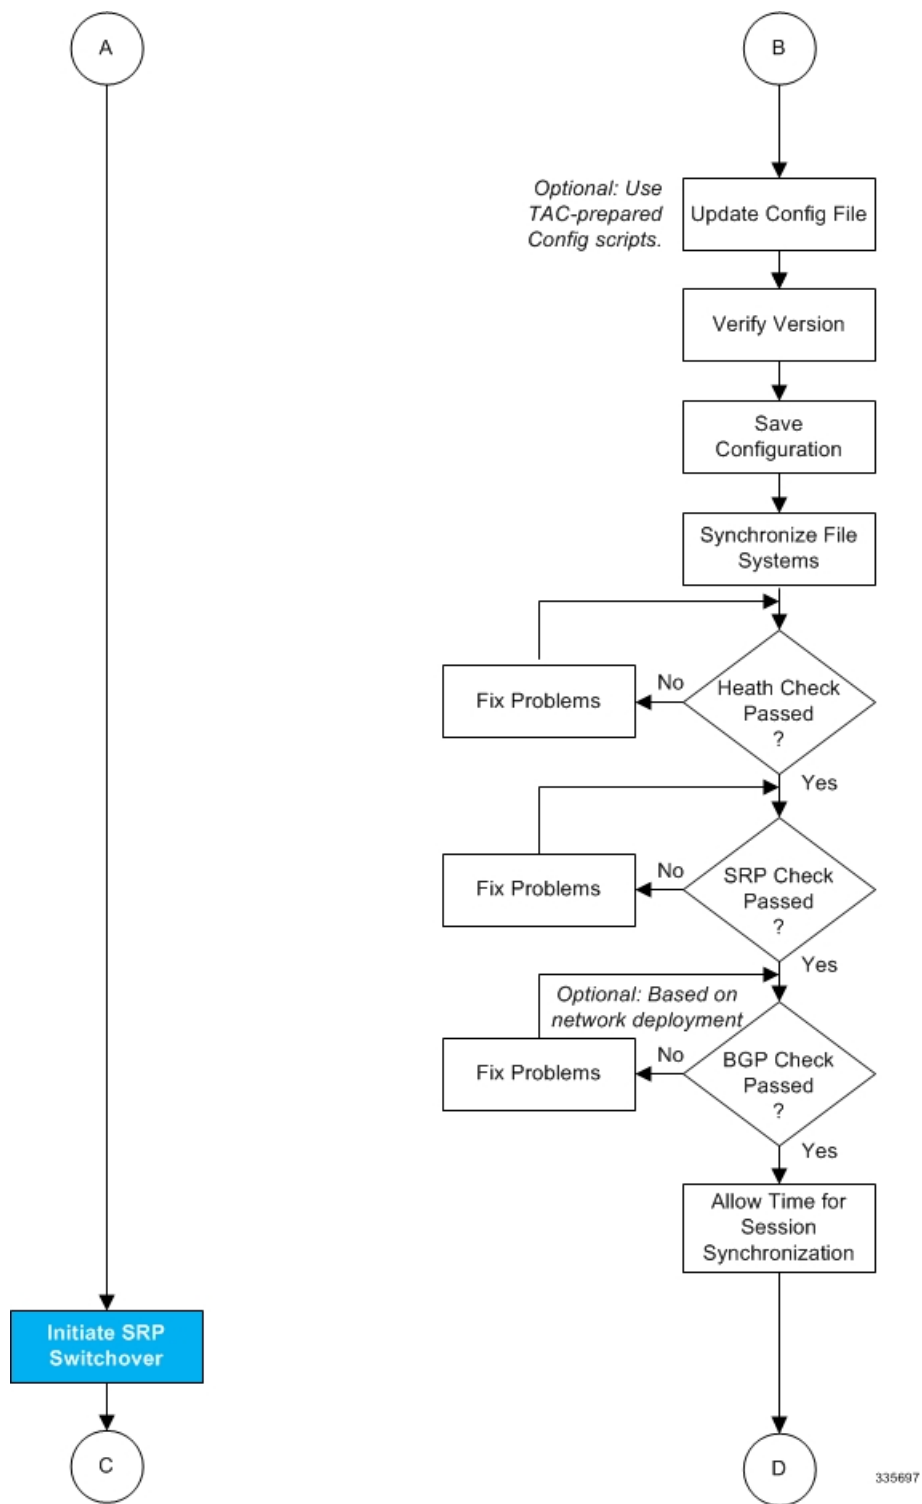 A
B
Optional: Use
TAC-prepared
Config scripts.
Update Config File
Verify Version
Save
Configuration
Synchronize File
Systems
Fix Problems
No
Heath Check
Passed
?
Yes
Fix Problems
No
SRP Check
Passed
?
Yes
Optional: Based on
network deployment
Fix Problems
No
BGP Check
Passed
?
Yes
Allow Time for
Session
Synchronization
Initiate SRP
Switchover
C
D
335697